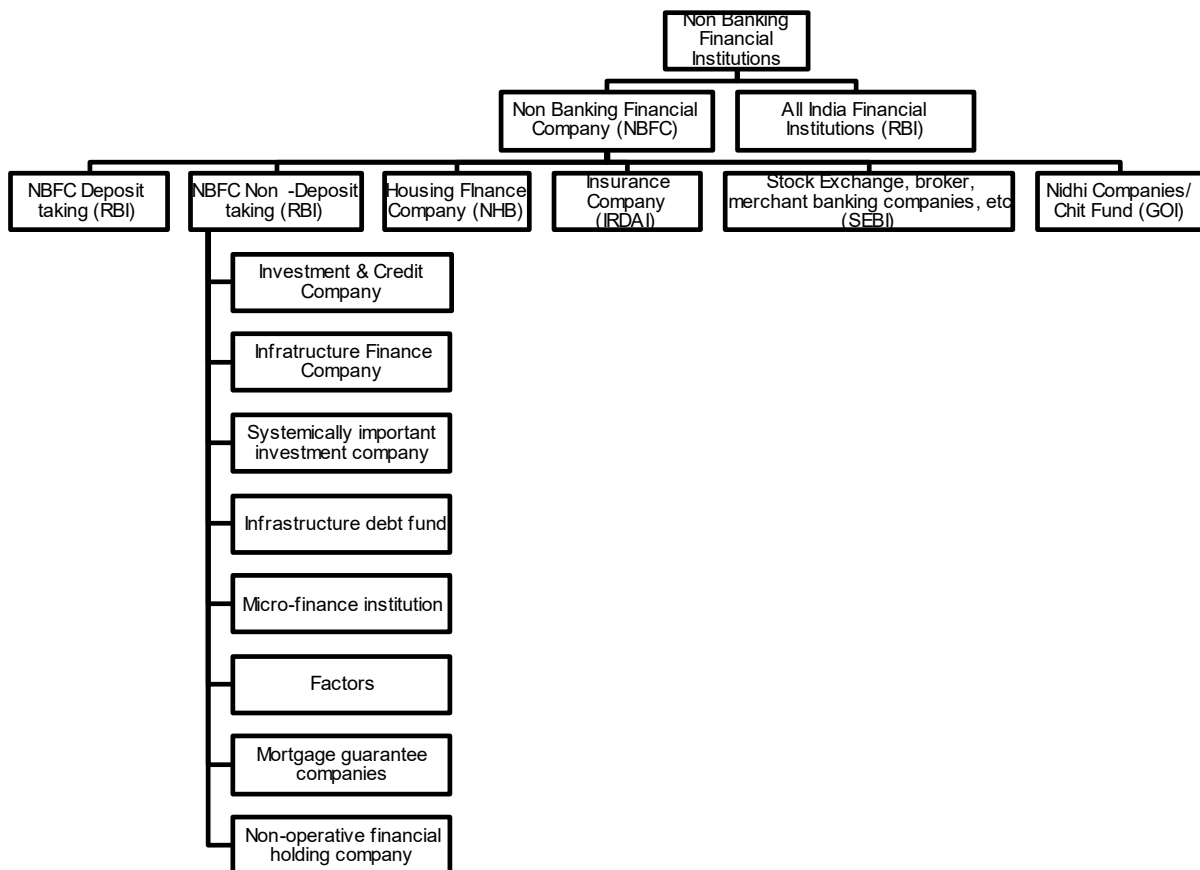 Non Banking
Financial
Institutions
Non Banking Financial
Company (NBFC)
All India Financial
Institutions (RBI)
NBFC Deposit
taking (RBI)
NBFC Non -Deposit
taking (RBI)
Housing FInance
Company (NHB)
Insurance
Company
(IRDAI)
Stock Exchange, broker,
merchant banking companies, etc
(SEBI)
Nidhi Companies/
Chit Fund (GOI)
Investment & Credit
Company
Infratructure Finance
Company
Systemically important
investment company
Infrastructure debt fund
Micro-finance institution
Factors
Mortgage guarantee
companies
Non-operative financial
holding company